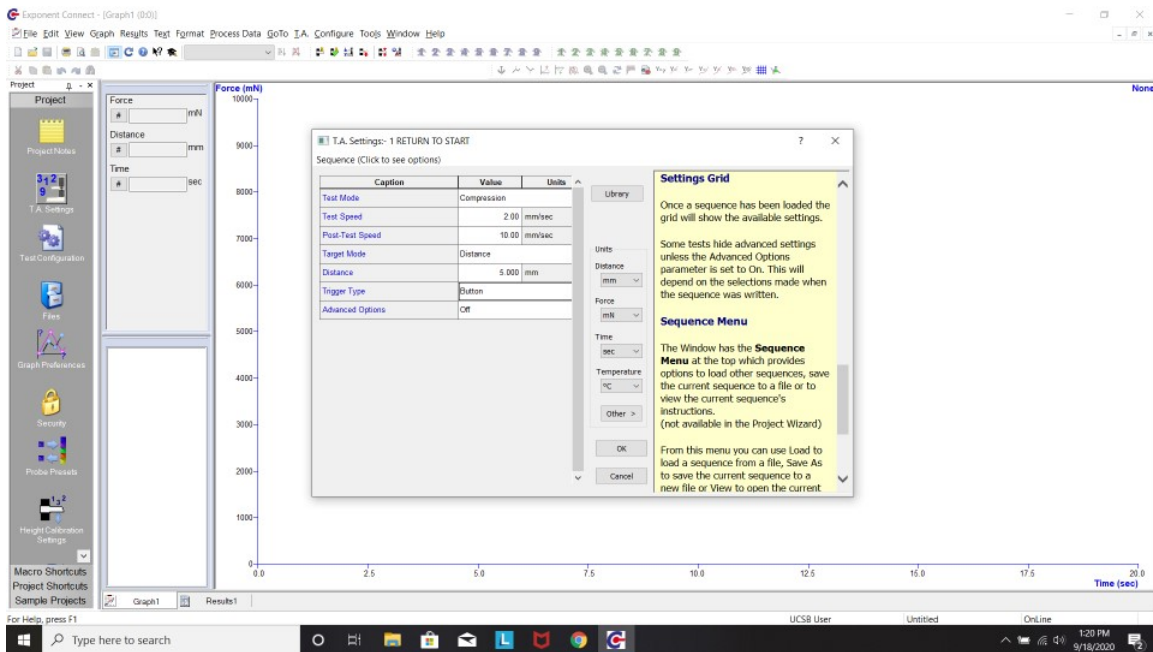 Exponent Connect - [Graph1 (0:0)]
File Edit View Graph Results Text Format Process Data GoTo T.A. Configure Tools Window Help
Project
Project
Project Notes
T.A. Settings
Test Configuration
Files
Graph Preferences
Security
Probe Presets
Height Calibration
Settings
Macro Shortcuts
Project Shortcuts
Sample Projects
Force
# mN
Distance
# mm
Time
# sec
Force (mN)
None
10000
9000
8000
7000
6000
5000
4000
3000
2000
1000
0
0.0 2.5 5.0 7.5 10.0 12.5 15.0 17.5 20.0
Time (sec)
T.A. Settings:- 1 RETURN TO START
Sequence (Click to see options)
Caption Value Units
Test Mode Compression
Test Speed 2.00 mm/sec
Post-Test Speed 10.00 mm/sec
Target Mode Distance
Distance 5.000 mm
Trigger Type Button
Advanced Options Off
Library
Units
Distance
mm
Force
mN
Time
sec
Temperature
°C
Other >
OK
Cancel
Settings Grid
Once a sequence has been loaded the
grid will show the available settings.
Some tests hide advanced settings
unless the Advanced Options
parameter is set to On. This will
depend on the selections made when
the sequence was written.
Sequence Menu
The Window has the Sequence
Menu at the top which provides
options to load other sequences, save
the current sequence to a file or to
view the current sequence's
instructions.
(not available in the Project Wizard)
From this menu you can use Load to
load a sequence from a file, Save As
to save the current sequence to a
new file or View to open the current
Graph1 Results1
For Help, press F1
UCSB User Untitled OnLine
Type here to search
1:20 PM
9/18/2020